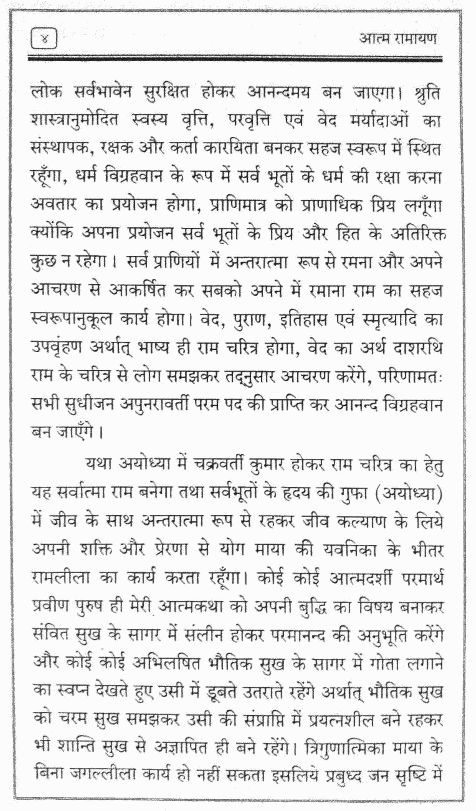 ४
आत्म रामायण
लोक सर्वभावेन सुरक्षित होकर आनन्दमय बन जाएगा। श्रुति
शास्त्रानुमोदित स्वस्य वृत्ति, परवृत्ति एवं वेद मर्यादाओं का
संस्थापक, रक्षक और कर्ता कारयिता बनकर सहज स्वरूप में स्थित
रहूँगा, धर्म विग्रहवान के रूप में सर्व भूतों के धर्म की रक्षा करना
अवतार का प्रयोजन होगा, प्राणिमात्र को प्राणाधिक प्रिय लगूँगा
क्योंकि अपना प्रयोजन सर्व भूतों के प्रिय और हित के अतिरिक्त
कुछ न रहेगा। सर्व प्राणियों में अन्तरात्मा रूप से रमना और अपने
आचरण से आकर्षित कर सबको अपने में रमाना राम का सहज
स्वरूपानुकूल कार्य होगा। वेद, पुराण, इतिहास एवं स्मृत्यादि का
उपवृंहण अर्थात् भाष्य ही राम चरित्र होगा, वेद का अर्थ दाशरथि
राम के चरित्र से लोग समझकर तद्नुसार आचरण करेंगे, परिणामतः
सभी सुधीजन अपुनरावर्ती परम पद की प्राप्ति कर आनन्द विग्रहवान
बन जाएँगे।
यथा अयोध्या में चक्रवर्ती कुमार होकर राम चरित्र का हेतु
यह सर्वात्मा राम बनेगा तथा सर्वभूतों के हृदय की गुफा (अयोध्या)
में जीव के साथ अन्तरात्मा रूप से रहकर जीव कल्याण के लिये
अपनी शक्ति और प्रेरणा से योग माया की यवनिका के भीतर
रामलीला का कार्य करता रहूँगा। कोई कोई आत्मदर्शी परमार्थ
प्रवीण पुरुष ही मेरी आत्मकथा को अपनी बुद्धि का विषय बनाकर
संवित सुख के सागर में संलीन होकर परमानन्द की अनुभूति करेंगे
और कोई कोई अभिलषित भौतिक सुख के सागर में गोता लगाने
का स्वप्न देखते हुए उसी में डूबते उतराते रहेंगे अर्थात् भौतिक सुख
को चरम सुख समझकर उसी की संप्राप्ति में प्रयत्नशील बने रहकर
भी शान्ति सुख से अज्ञापित ही बने रहेंगे। त्रिगुणात्मिका माया के
बिना जगल्लीला कार्य हो नहीं सकता इसलिये प्रबुध्द जन सृष्टि में